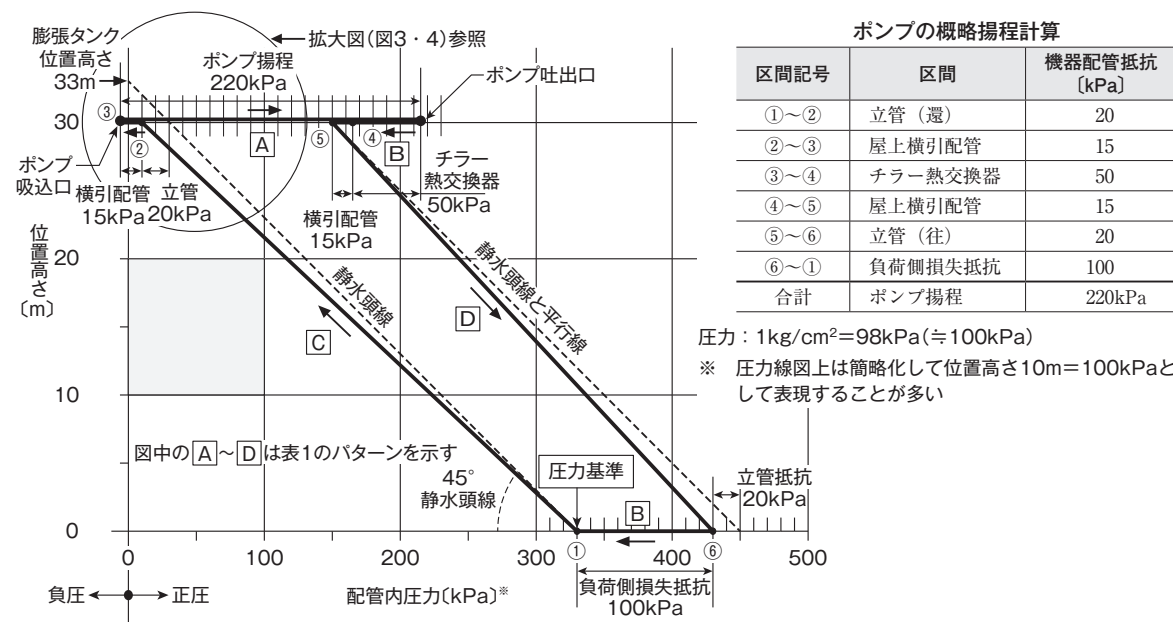 膨張タンク
位置高さ
33m
拡大図(図3・4)参照
ポンプ揚程
220kPa
ポンプ吐出口
③
30
②
A
⑤
④
B
ポンプ
吸込口
横引配管
15kPa
立管
20kPa
横引配管
15kPa
チラー
熱交換器
50kPa
位置高さ
〔m〕
20
静水頭線
静水頭線と平行線
C
D
10
図中のA〜Dは表1のパターンを示す
45°
静水頭線
圧力基準
立管抵抗
20kPa
B
0
0
100
200
300
①
400
⑥
500
負圧
正圧
配管内圧力〔kPa〕※
負荷側損失抵抗
100kPa
ポンプの概略揚程計算
区間記号 区間 機器配管抵抗〔kPa〕
①〜② 立管(還) 20
②〜③ 屋上横引配管 15
③〜④ チラー熱交換器 50
④〜⑤ 屋上横引配管 15
⑤〜⑥ 立管(往) 20
⑥〜① 負荷側損失抵抗 100
合計 ポンプ揚程 220kPa
圧力:1kg/cm²=98kPa(≒100kPa)
※ 圧力線図上は簡略化して位置高さ10m=100kPaと
して表現することが多い